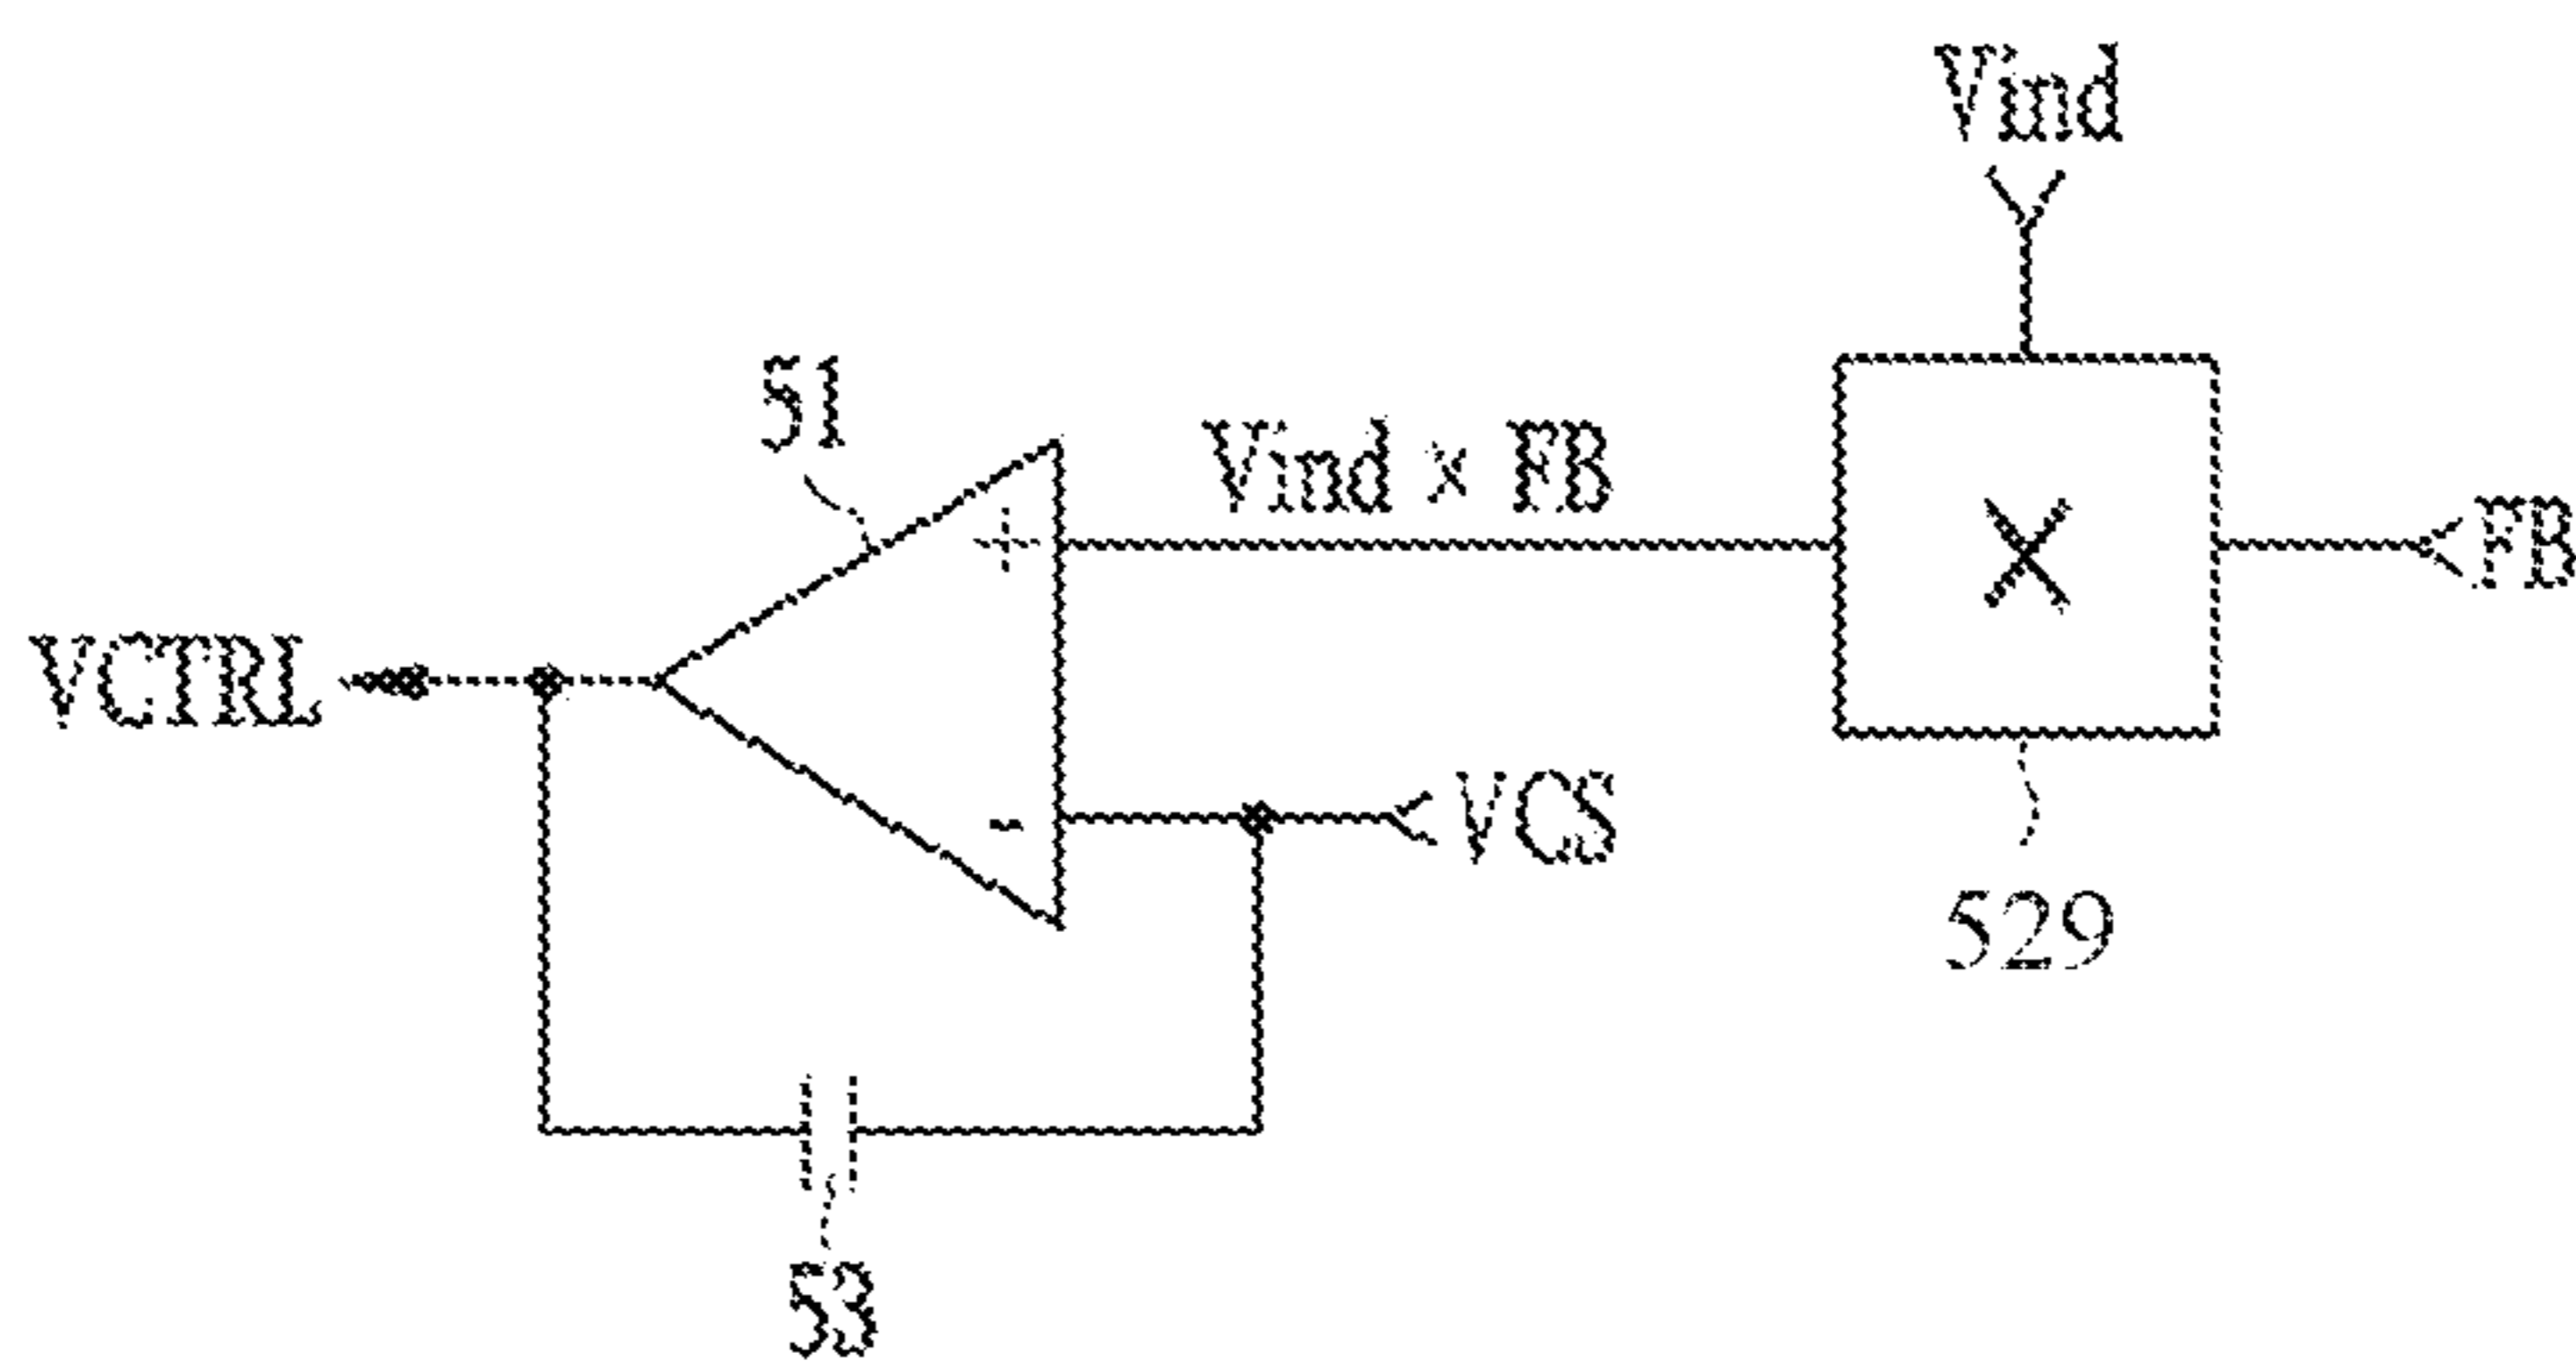 Vind
51
Vind × FB
+
×
FB
VCTRL
-
VCS
529
53